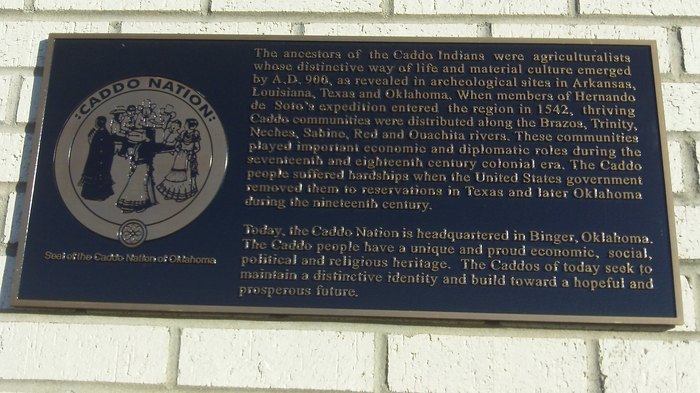 :CADDO NATION:
Seal of the Caddo Nation of Oklahoma
The ancestors of the Caddo Indians were agriculturalists
whose distinctive way of life and material culture emerged
by A.D. 900, as revealed in archeological sites in Arkansas,
Louisiana, Texas and Oklahoma. When members of Hernando
de Soto's expedition entered the region in 1542, thriving
Caddo communities were distributed along the Brazos, Trinity,
Neches, Sabine, Red and Ouachita rivers. These communities
played important economic and diplomatic roles during the
seventeenth and eighteenth century colonial era. The Caddo
people suffered hardships when the United States government
removed them to reservations in Texas and later Oklahoma
during the nineteenth century.
Today, the Caddo Nation is headquartered in Binger, Oklahoma.
The Caddo people have a unique and proud economic, social,
political and religious heritage. The Caddos of today seek to
maintain a distinctive identity and build toward a hopeful and
prosperous future.